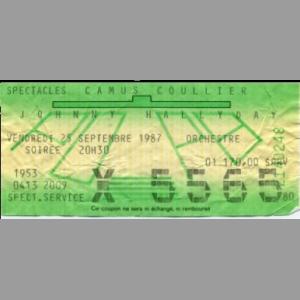 SPECTACLES CAMUS COULLIER
JOHNNY HALLYDAY
VENDREDI 25 SEPTEMBRE 1987 ORCHESTRE
SOIREE 20H30
01 170,00 SRRV
1953
0413 2009 X 5565
SPECT.SERVICE
Ce coupon ne sera ni échangé, ni remboursé